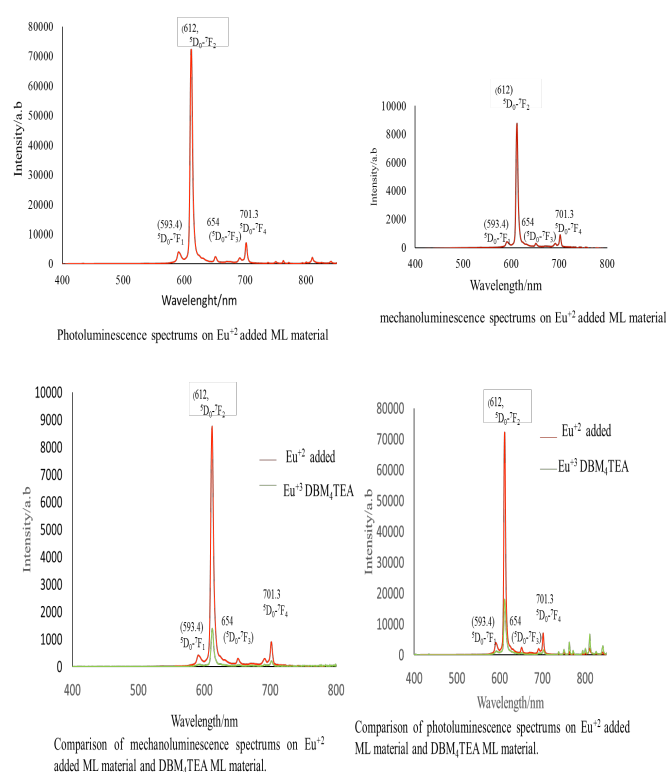 80000
70000
60000
50000
40000
30000
20000
10000
0
400
500
600
700
800
Intensity/a.b
Wavelenght/nm
(612,
⁵D₀-⁷F₂
(593.4)
⁵D₀-⁷F₁
654
(⁵D₀-⁷F₃)
701.3
⁵D₀-⁷F₄
Photoluminescence spectrums on Eu⁺² added ML material
10000
8000
6000
4000
2000
0
400
500
600
700
800
Intensity/a.b
Wavelength/nm
(612)
⁵D₀-⁷F₂
(593.4)
⁵D₀-⁷F
654
(⁵D₀-⁷F₃)
701.3
⁵D₀-⁷F₄
mechanoluminescence spectrums on Eu⁺² added ML material
10000
9000
8000
7000
6000
5000
4000
3000
2000
1000
0
400
500
600
700
800
Intensity/a.b
Wavelength/nm
(612,
⁵D₀-⁷F₂
Eu⁺² added
Eu⁺³ DBM₄TEA
(593.4)
⁵D₀-⁷F₁
654
(⁵D₀-⁷F₃)
701.3
⁵D₀-⁷F₄
Comparison of mechanoluminescence spectrums on Eu⁺²
added ML material and DBM₄TEA ML material.
80000
70000
60000
50000
40000
30000
20000
10000
0
400
500
600
700
800
Intensity/a.b
Wavelength/nm
(612,
⁵D₀-⁷F₂
Eu⁺² added
Eu⁺³ DBM₄TEA
(593.4)
⁵D₀-⁷F
654
(⁵D₀-⁷F₃)
701.3
⁵D₀-⁷F₄
Comparison of photoluminescence spectrums on Eu⁺² added
ML material and DBM₄TEA ML material.